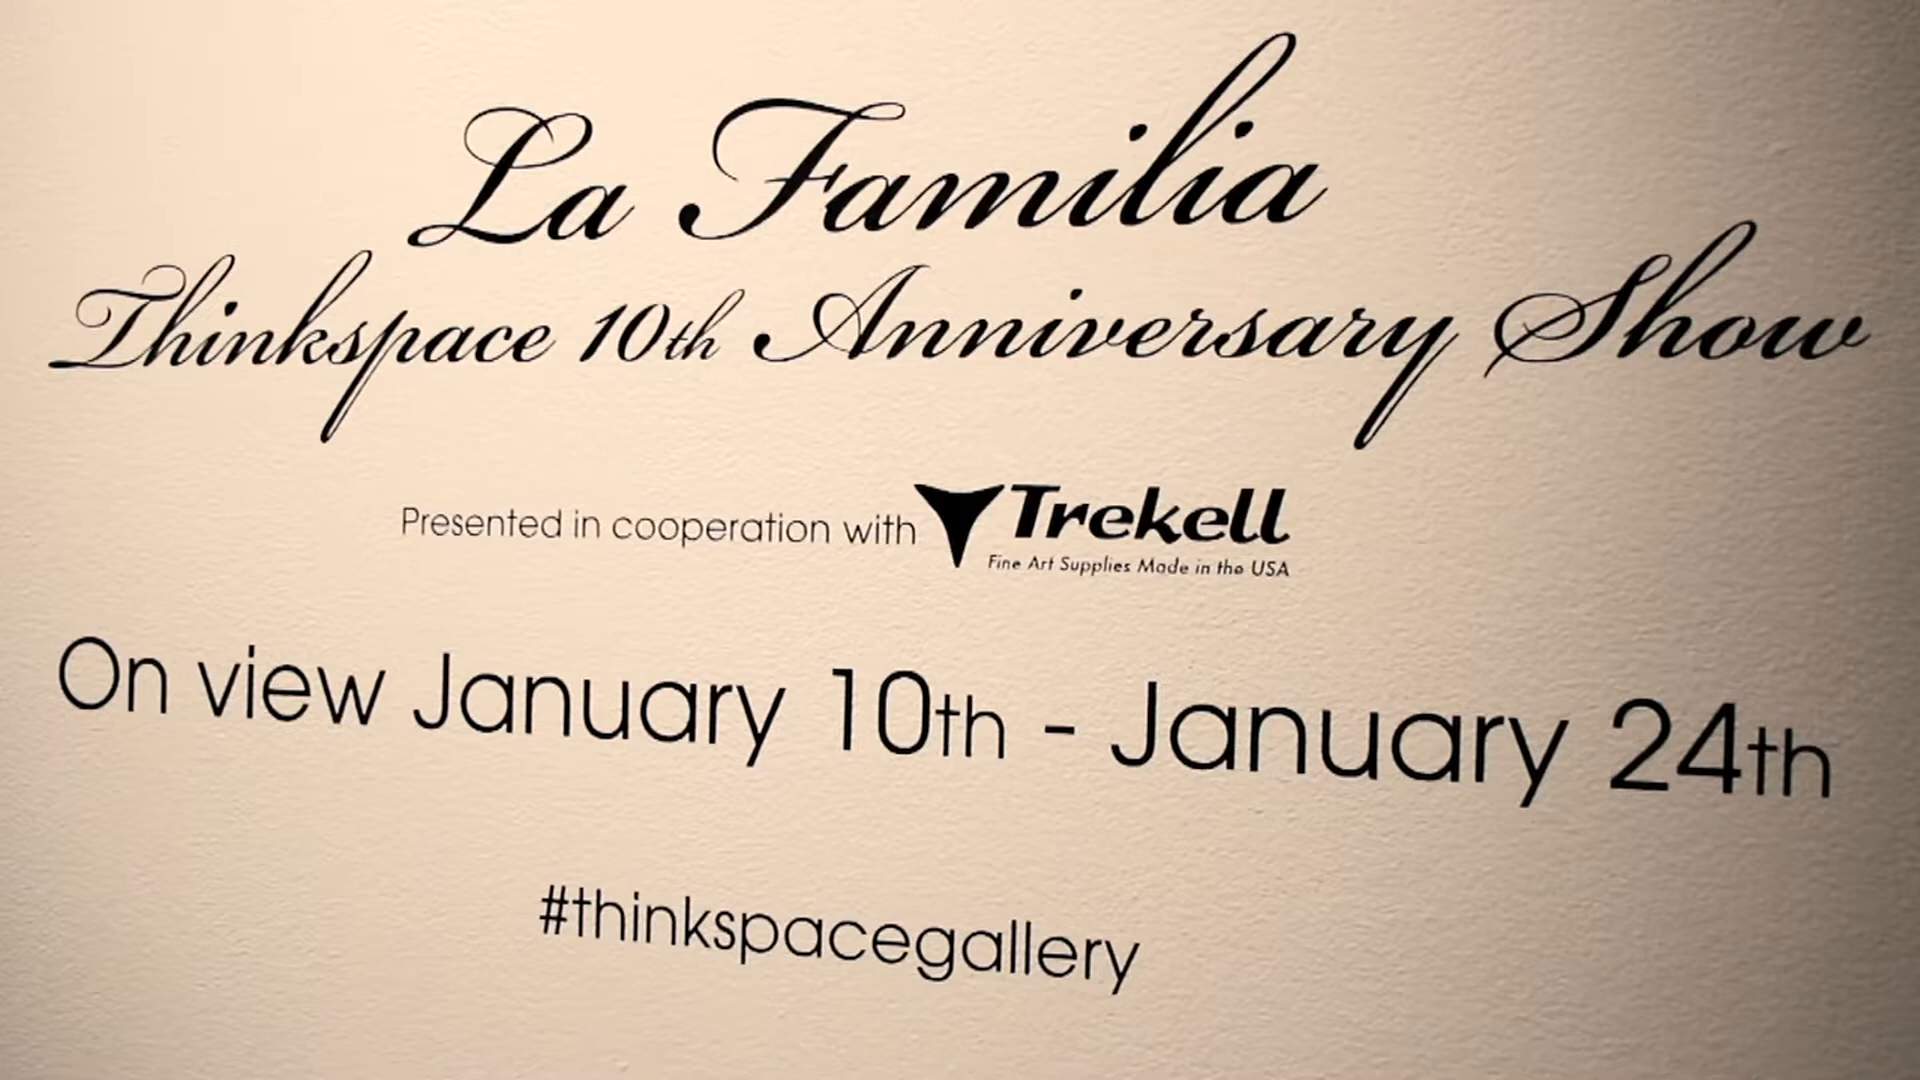 La Familia
Thinkspace 10th Anniversary Show
Presented in cooperation with Trekell
Fine Art Supplies Made in the USA
On view January 10th - January 24th
#thinkspacegallery